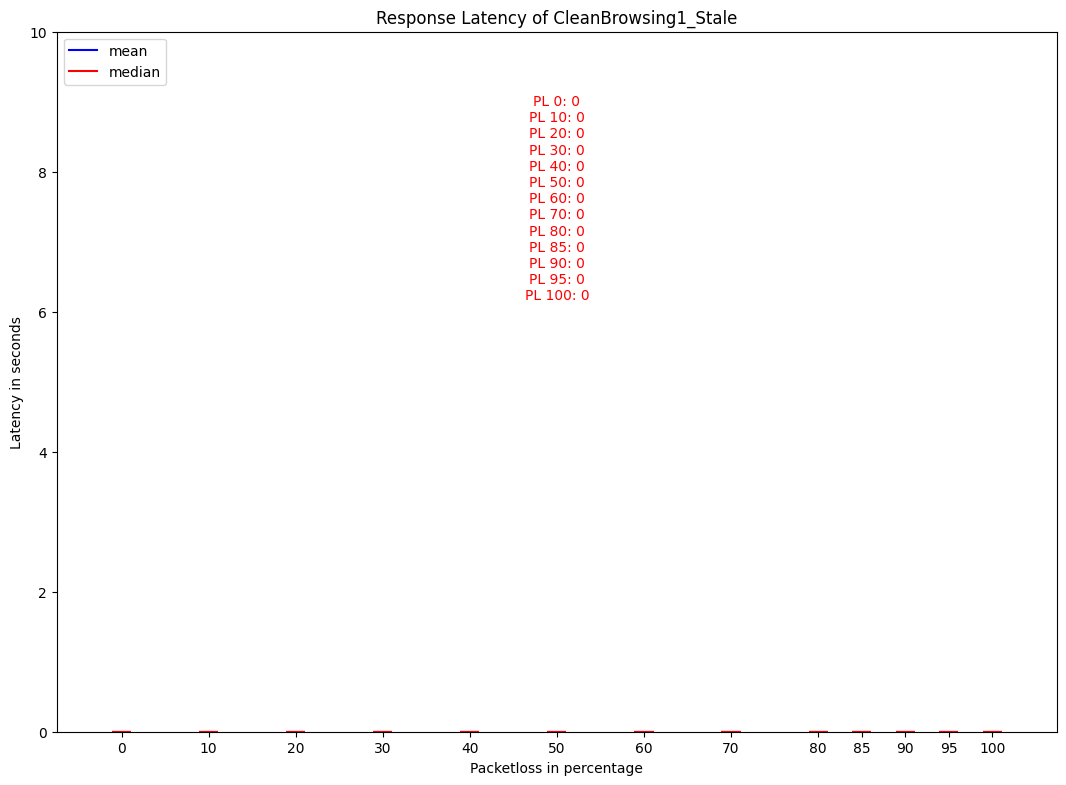 Response Latency of CleanBrowsing1_Stale
10
8
6
4
2
0
Latency in seconds
mean
median
PL 0: 0
PL 10: 0
PL 20: 0
PL 30: 0
PL 40: 0
PL 50: 0
PL 60: 0
PL 70: 0
PL 80: 0
PL 85: 0
PL 90: 0
PL 95: 0
PL 100: 0
0 10 20 30 40 50 60 70 80 85 90 95 100
Packetloss in percentage